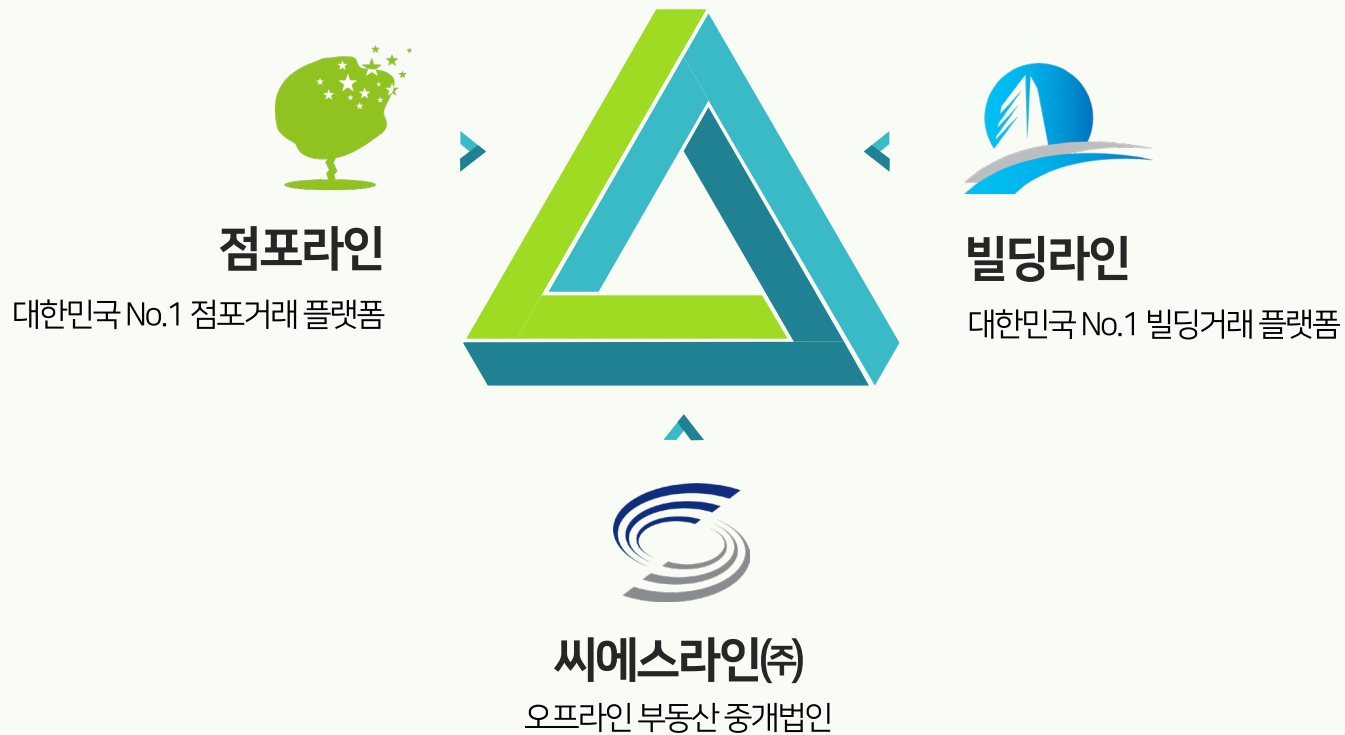 점포라인
대한민국 No.1 점포거래 플랫폼
빌딩라인
대한민국 No.1 빌딩거래 플랫폼
씨에스라인㈜
오프라인 부동산 중개법인